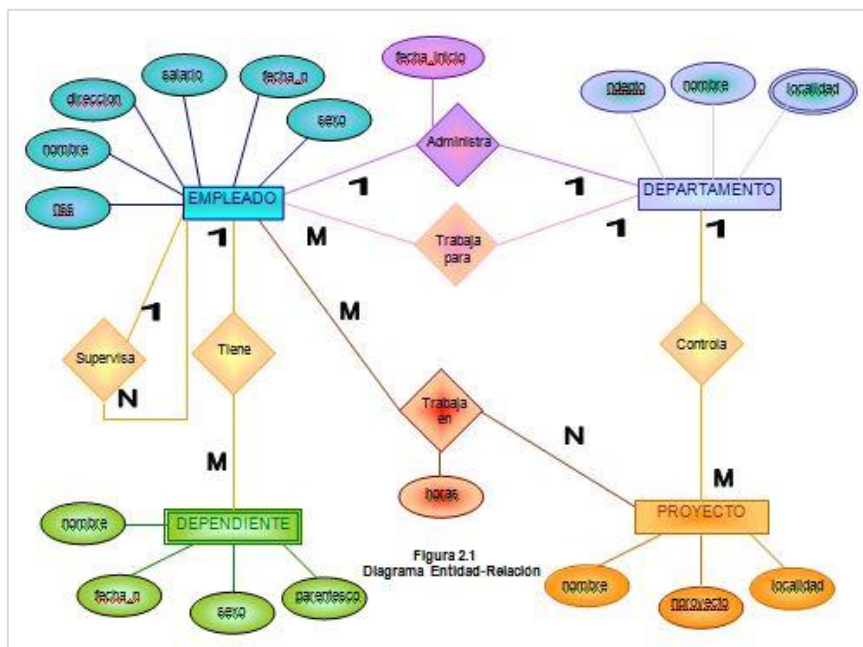 fecha_inicio
salario
fecha_n
direccion
sexo
nombre
nss
ndepto
nombre
localidad
Administra
EMPLEADO
DEPARTAMENTO
1
1
M
1
1
1
Trabaja
para
M
1
Supervisa
Tiene
Controla
N
Trabaja
en
N
M
M
horas
nombre
DEPENDIENTE
PROYECTO
Figura 2.1
Diagrama Entidad-Relación
fecha_n
sexo
parentesco
nombre
nproyecto
localidad